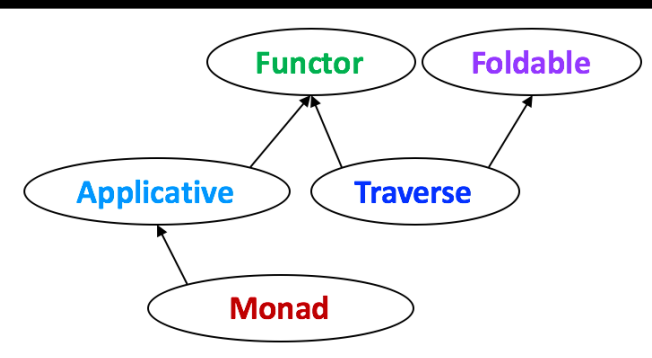 Functor
Foldable
Applicative
Traverse
Monad